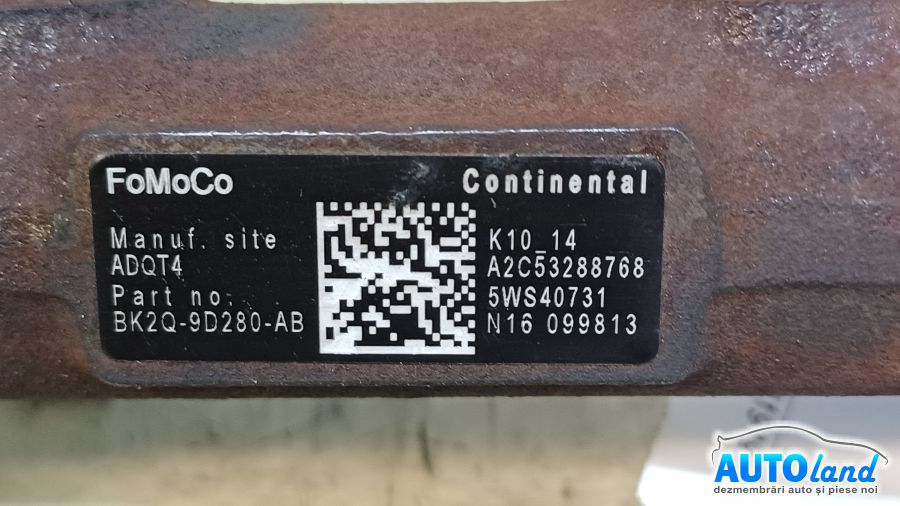 FoMoCo
Continental
Manuf. site
ADQT4
Part no.
BK2Q-9D280-AB
K10_14
A2C53288768
5WS40731
N16 099813
AUTOland
dezmembrări auto și piese noi